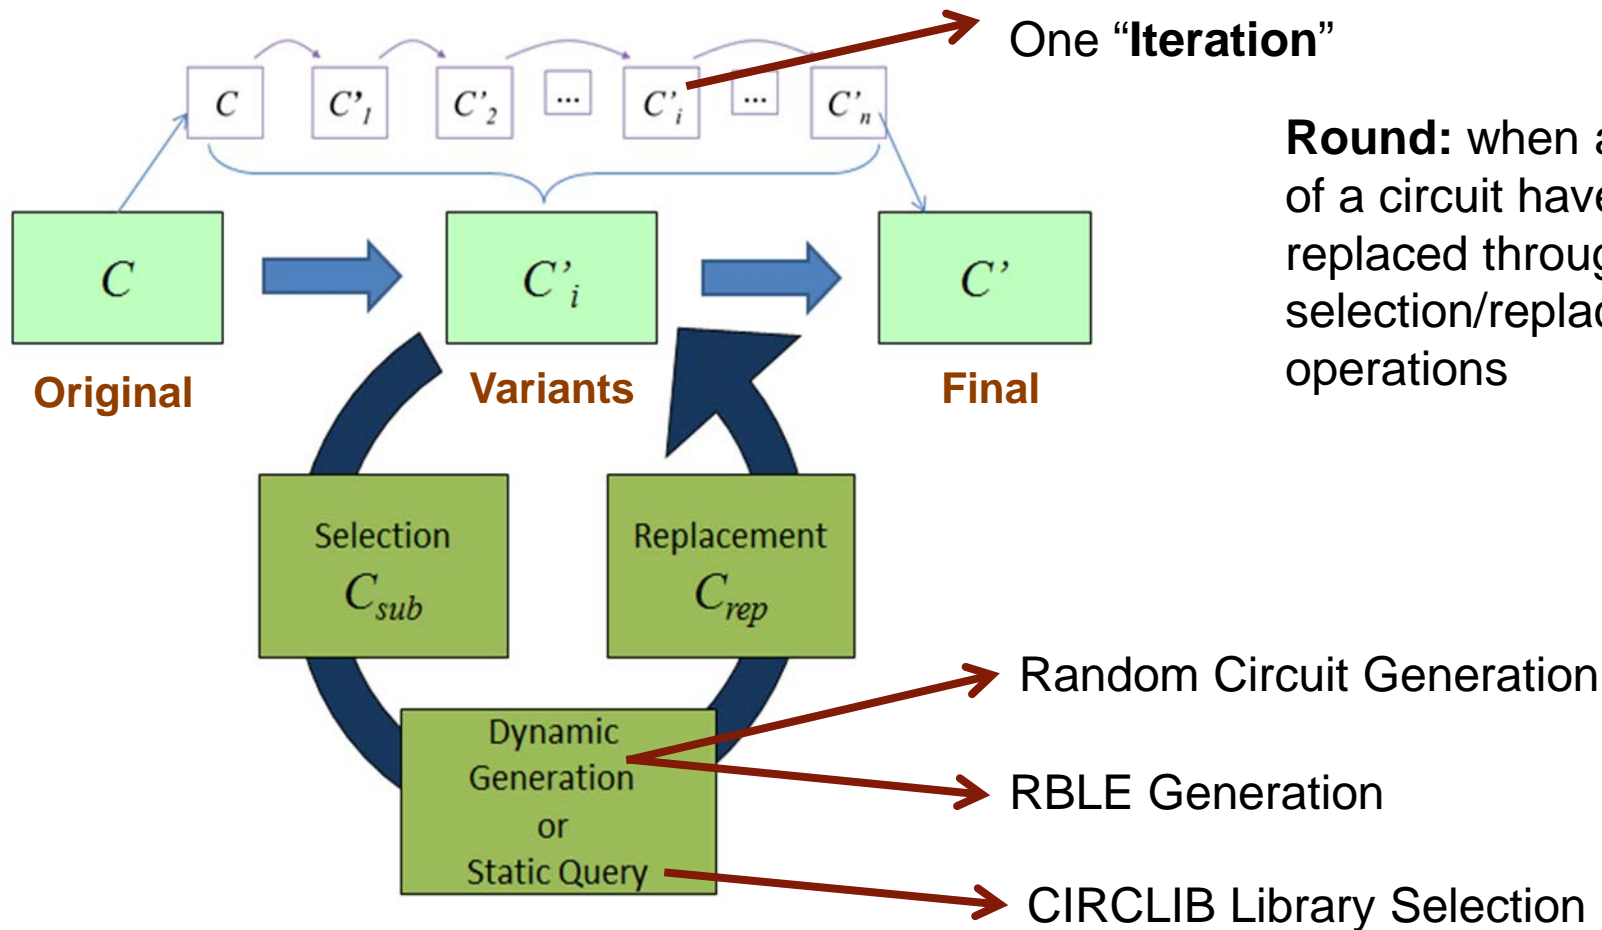 One “Iteration”
C C’1 C’2 ... C’i ... C’n
Round: when a
of a circuit have
replaced throug
selection/replac
operations
C C’i C’
Original Variants Final
Selection
Csub
Replacement
Crep
Dynamic
Generation
or
Static Query
Random Circuit Generation
RBLE Generation
CIRCLIB Library Selection